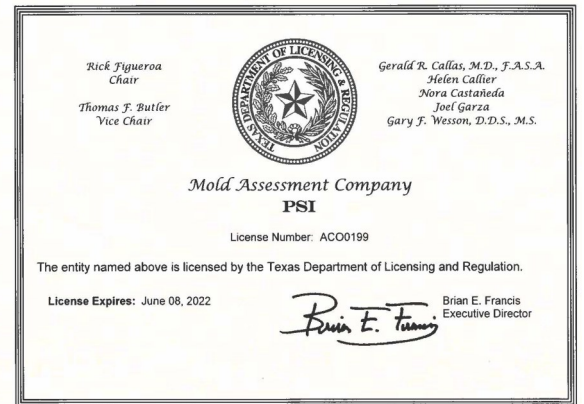 Rick Figueroa
Chair
Thomas F. Butler
Vice Chair
TEXAS DEPARTMENT OF LICENSING & REGULATION
Gerald R. Callas, M.D., F.A.S.A.
Helen Callier
Nora Castañeda
Joel Garza
Gary F. Wesson, D.D.S., M.S.
Mold Assessment Company
PSI
License Number: ACO0199
The entity named above is licensed by the Texas Department of Licensing and Regulation.
License Expires: June 08, 2022
Brian E. Francis
Brian E. Francis
Executive Director